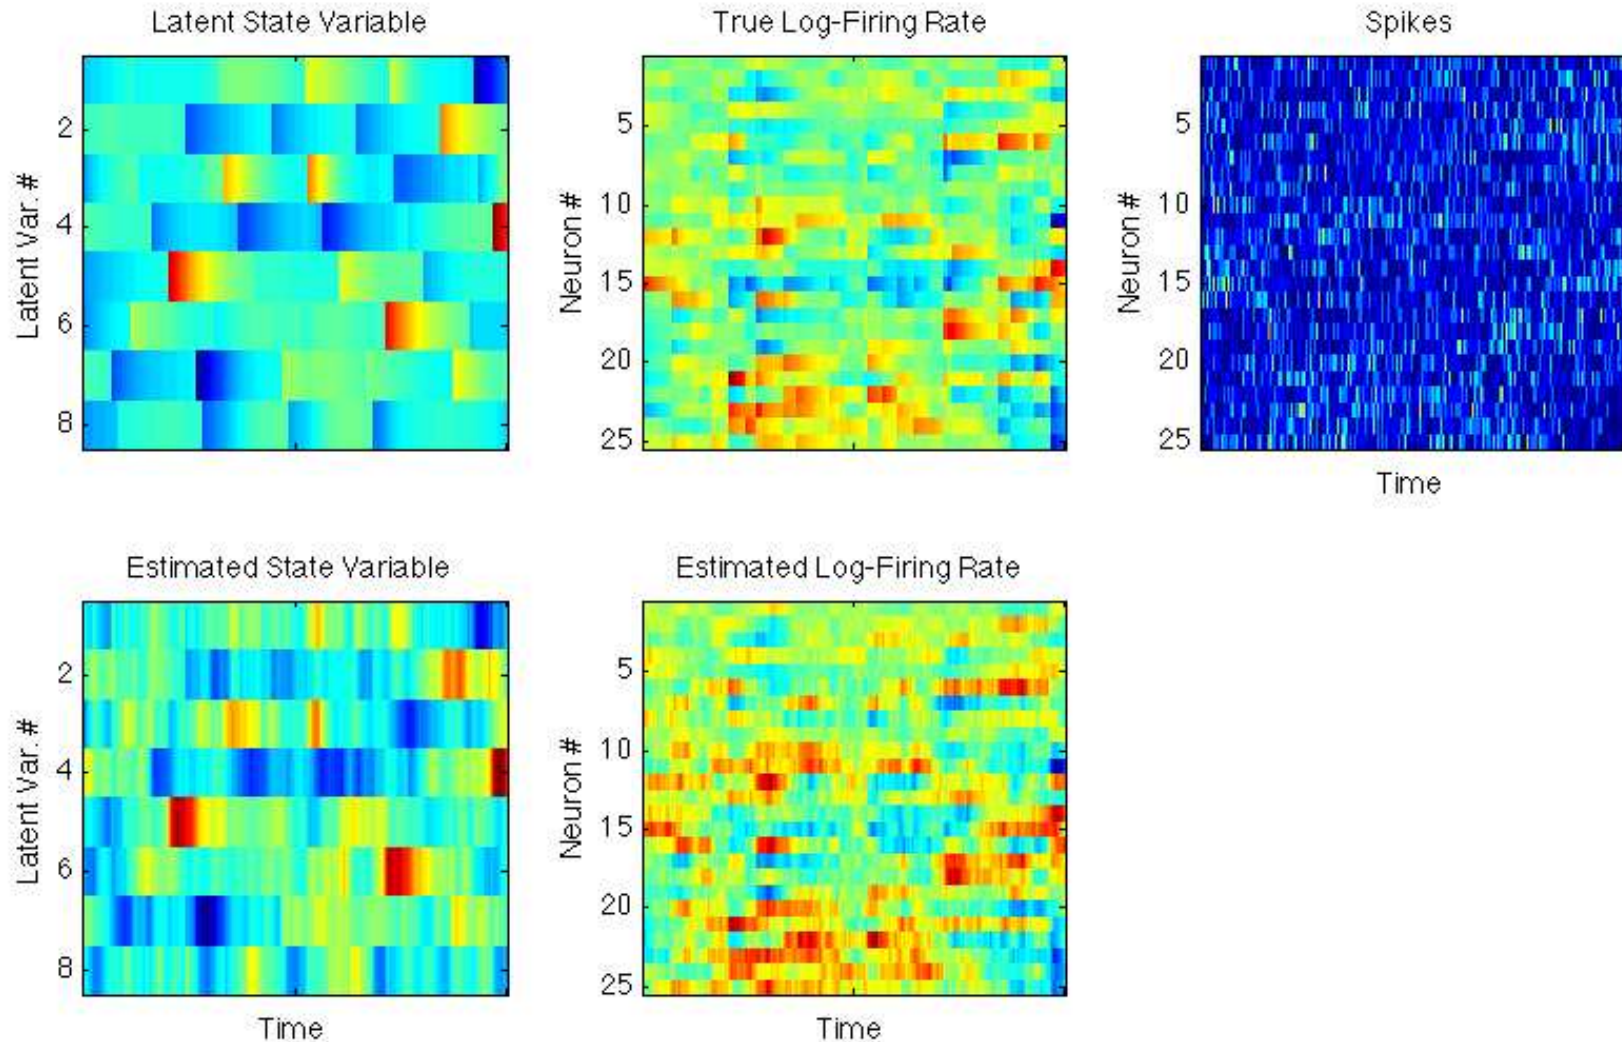 Latent State Variable
True Log-Firing Rate
Spikes
Latent Var. #
2
4
6
8
Neuron #
5
10
15
20
25
Neuron #
5
10
15
20
25
Time
Estimated State Variable
Estimated Log-Firing Rate
Latent Var. #
2
4
6
8
Time
Neuron #
5
10
15
20
25
Time